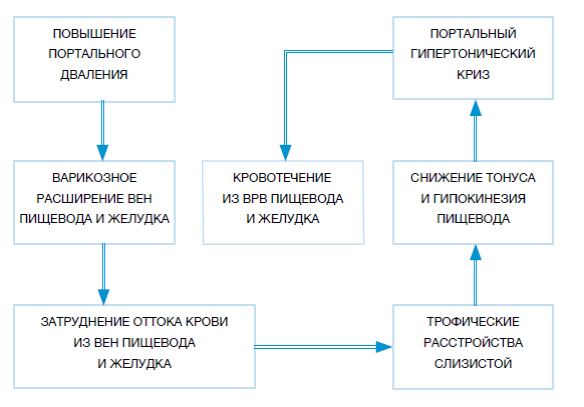 ПОВЫШЕНИЕ
ПОРТАЛЬНОГО
ДВАЛЕНИЯ
ВАРИКОЗНОЕ
РАСШИРЕНИЕ ВЕН
ПИЩЕВОДА И ЖЕЛУДКА
ЗАТРУДНЕНИЕ ОТТОКА КРОВИ
ИЗ ВЕН ПИЩЕВОДА
И ЖЕЛУДКА
ТРОФИЧЕСКИЕ
РАССТРОЙСТВА
СЛИЗИСТОЙ
СНИЖЕНИЕ ТОНУСА
И ГИПОКИНЕЗИЯ
ПИЩЕВОДА
ПОРТАЛЬНЫЙ
ГИПЕРТОНИЧЕСКИЙ
КРИЗ
КРОВОТЕЧЕНИЕ
ИЗ ВРВ ПИЩЕВОДА
И ЖЕЛУДКА